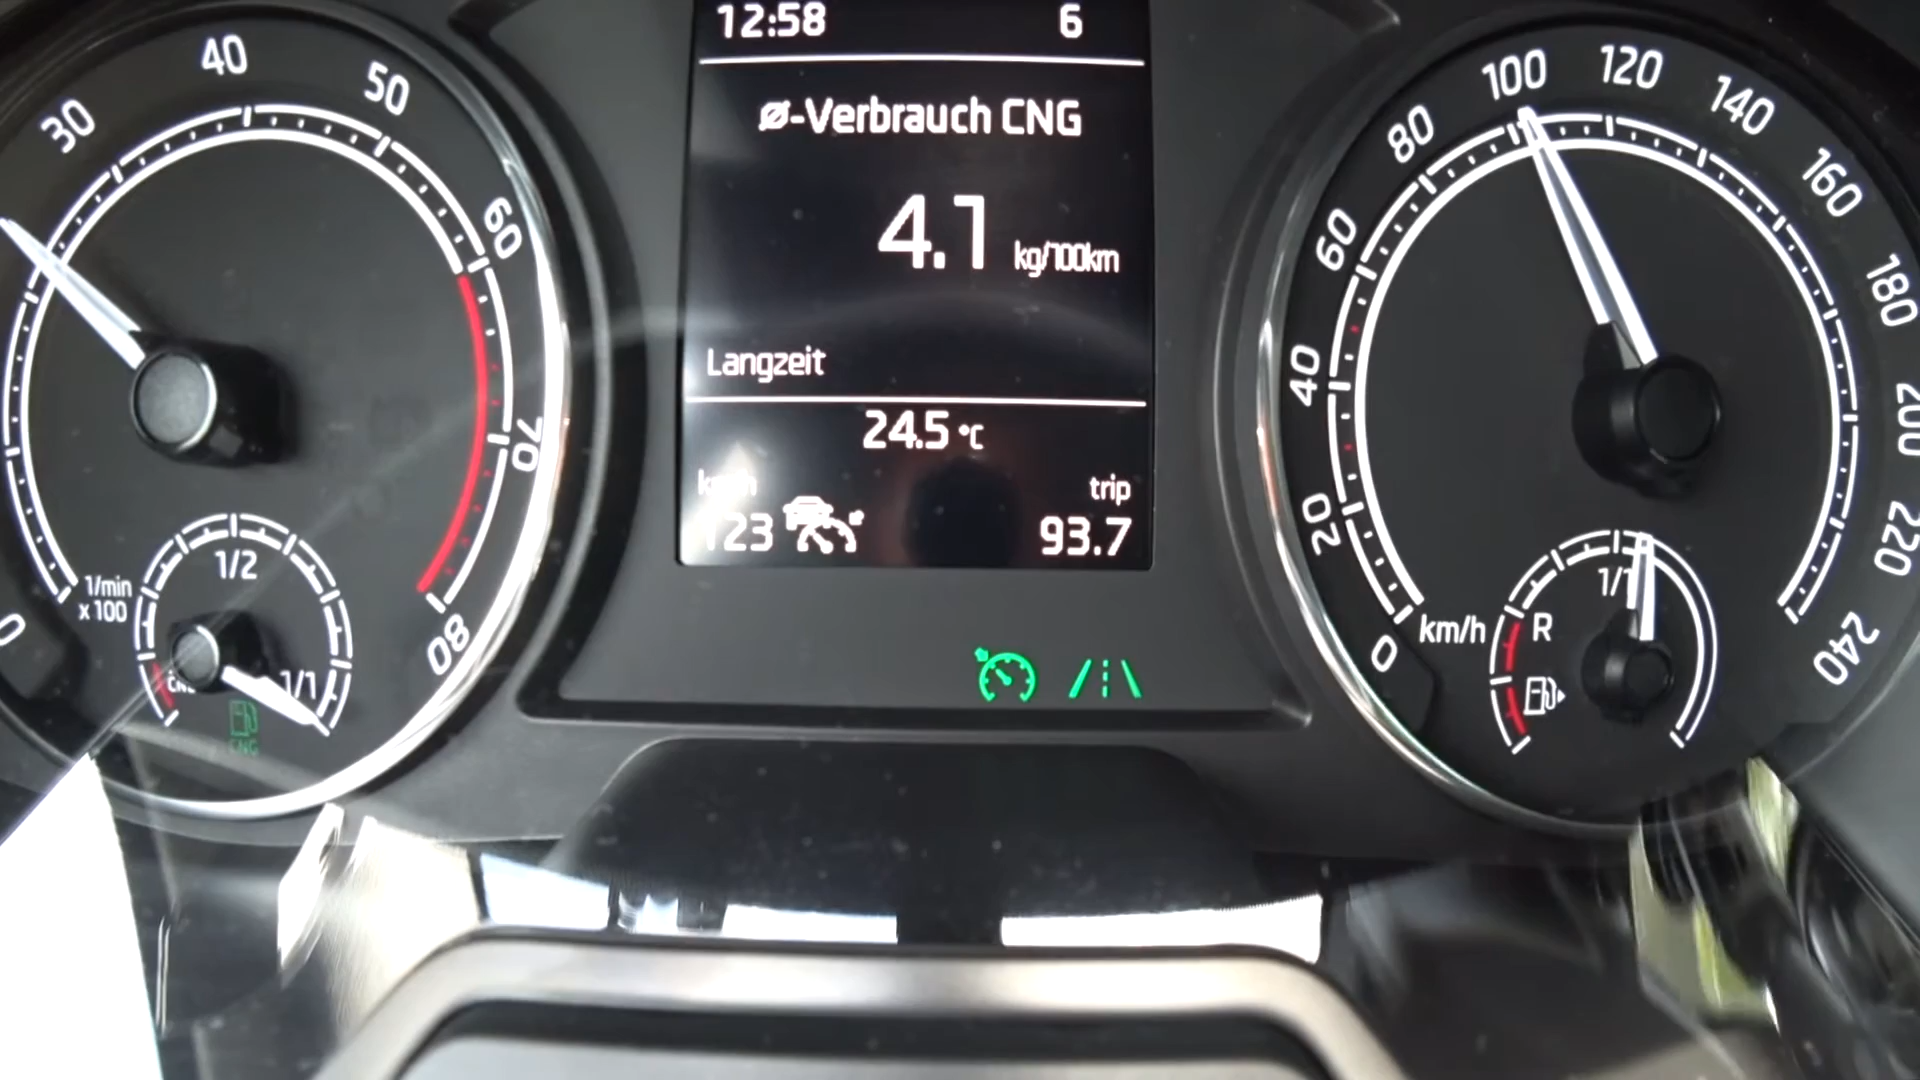 12:58 6
ø-Verbrauch CNG
4.1 kg/100km
Langzeit
24.5 °C
trip
123 93.7
0 30 40 50 60 70 80
1/min
x 100
1/2
1/1
CNG
0 20 40 60 80 100 120 140 160 180 200 220 240
km/h
R
1/1